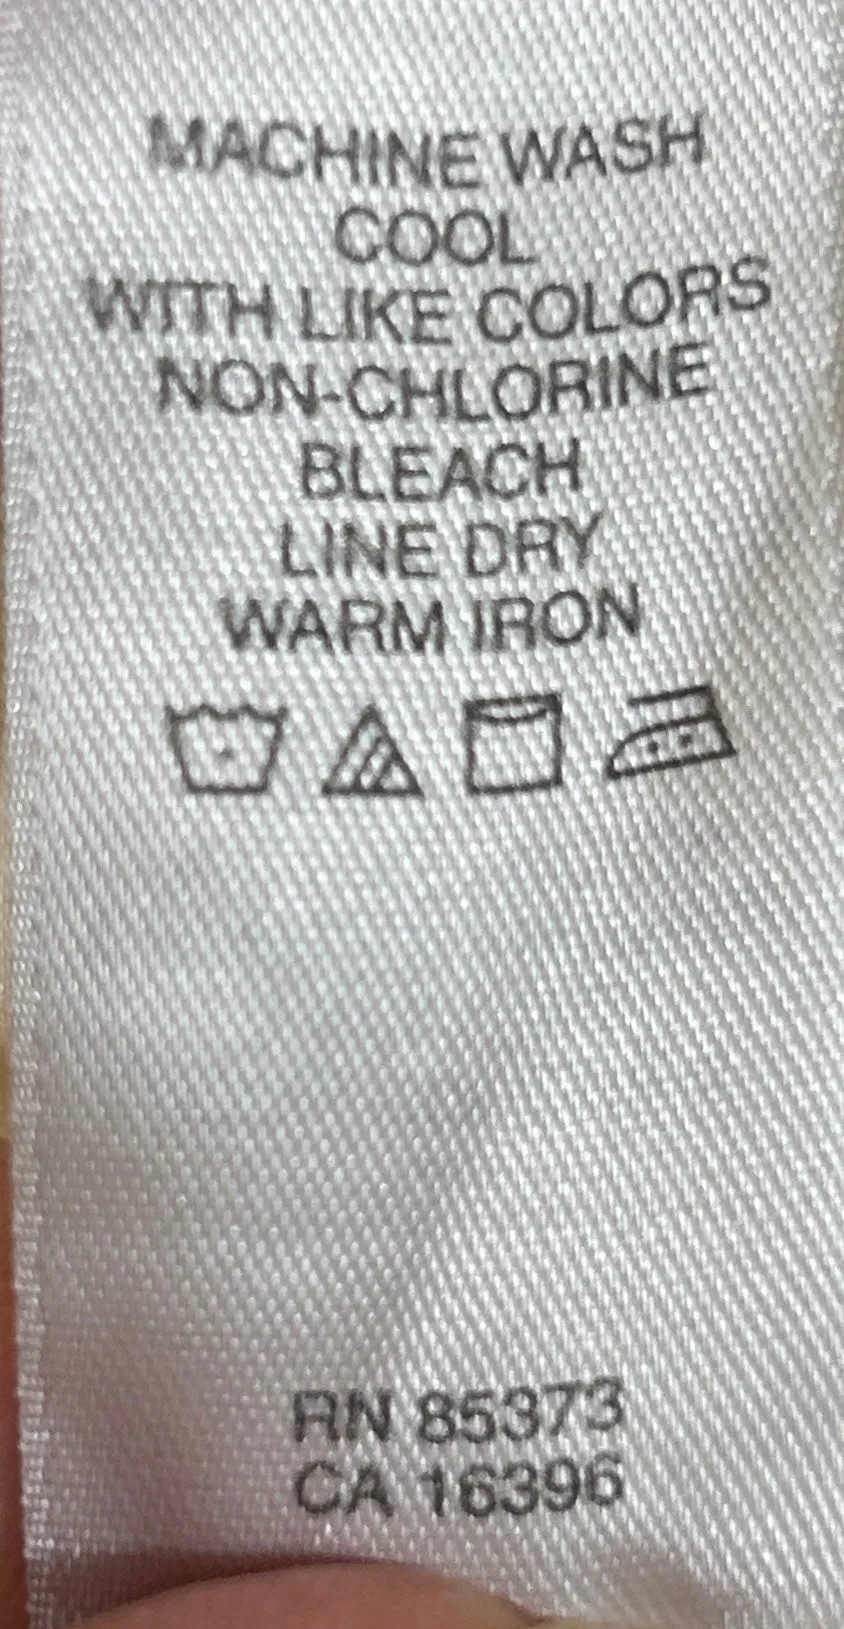 MACHINE WASH
COOL
WITH LIKE COLORS
NON-CHLORINE
BLEACH
LINE DRY
WARM IRON
RN 85373
CA 16396